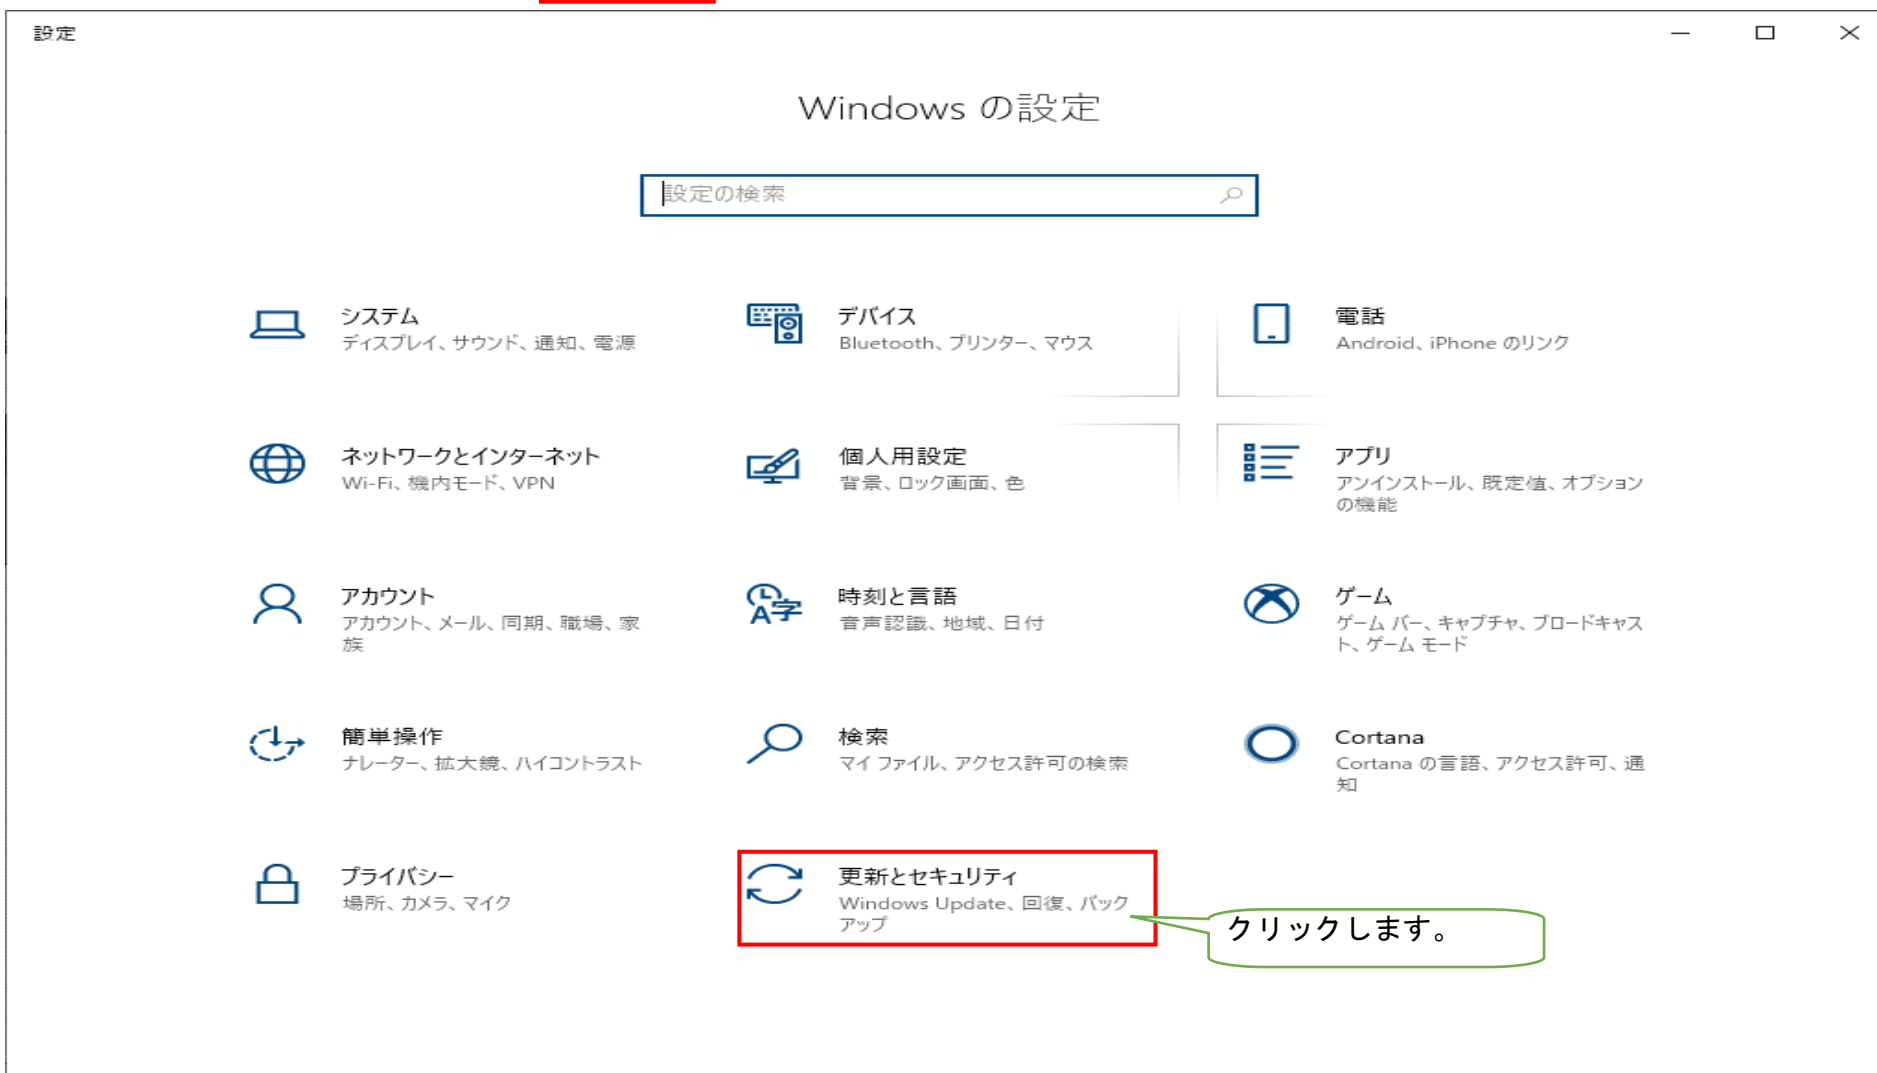 設定
Windows の設定
設定の検索
システム
ディスプレイ、サウンド、通知、電源
デバイス
Bluetooth、プリンター、マウス
電話
Android、iPhone のリンク
ネットワークとインターネット
Wi-Fi、機内モード、VPN
個人用設定
背景、ロック画面、色
アプリ
アンインストール、既定値、オプション
の機能
アカウント
アカウント、メール、同期、職場、家
族
時刻と言語
音声認識、地域、日付
ゲーム
ゲーム バー、キャプチャ、ブロードキャス
ト、ゲーム モード
簡単操作
ナレーター、拡大鏡、ハイコントラスト
検索
マイ ファイル、アクセス許可の検索
Cortana
Cortana の言語、アクセス許可、通
知
プライバシー
場所、カメラ、マイク
更新とセキュリティ
Windows Update、回復、バック
アップ
クリックします。